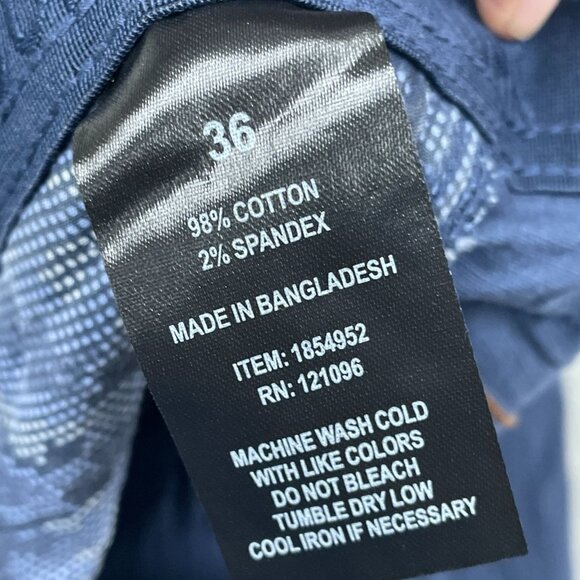 36
98% COTTON
2% SPANDEX
MADE IN BANGLADESH
ITEM: 1854952
RN: 121096
MACHINE WASH COLD
WITH LIKE COLORS
DO NOT BLEACH
TUMBLE DRY LOW
COOL IRON IF NECESSARY